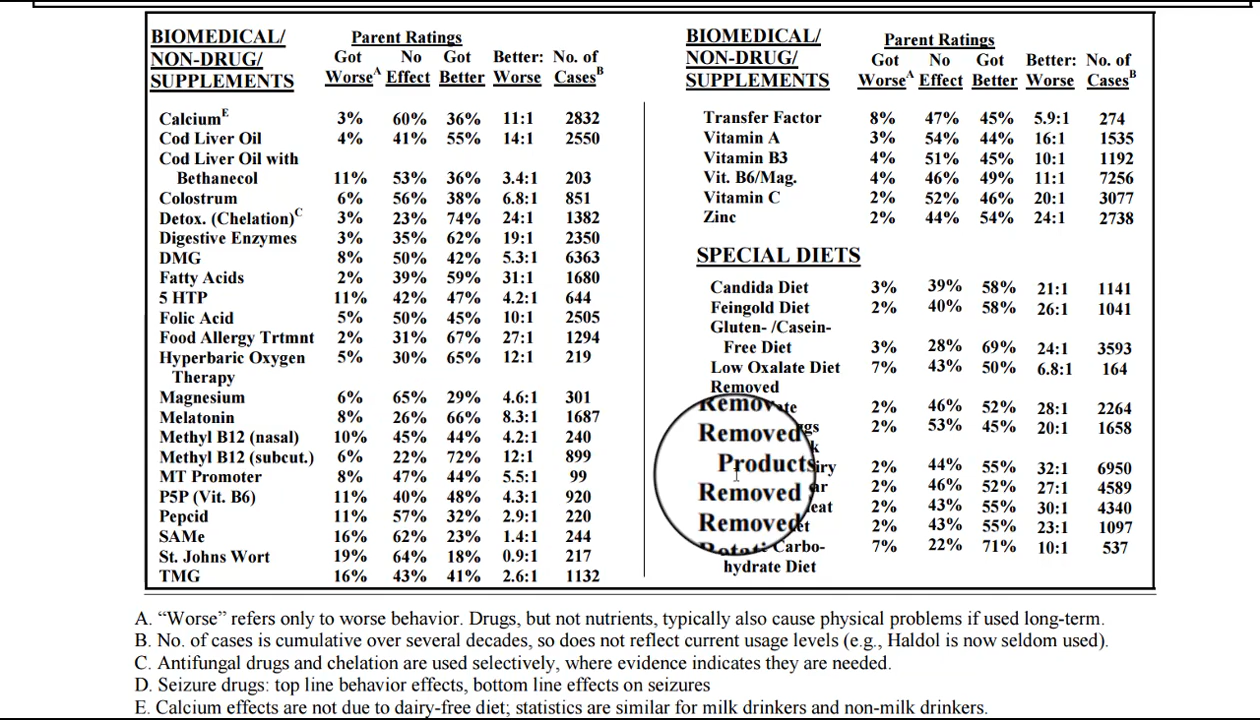 BIOMEDICAL/ Parent Ratings
NON-DRUG/ Got No Got Better: No. of
SUPPLEMENTS Worse^A Effect Better Worse Cases^B
Calcium^E 3% 60% 36% 11:1 2832
Cod Liver Oil 4% 41% 55% 14:1 2550
Cod Liver Oil with
Bethanecol 11% 53% 36% 3.4:1 203
Colostrum 6% 56% 38% 6.8:1 851
Detox. (Chelation)^C 3% 23% 74% 24:1 1382
Digestive Enzymes 3% 35% 62% 19:1 2350
DMG 8% 50% 42% 5.3:1 6363
Fatty Acids 2% 39% 59% 31:1 1680
5 HTP 11% 42% 47% 4.2:1 644
Folic Acid 5% 50% 45% 10:1 2505
Food Allergy Trtmnt 2% 31% 67% 27:1 1294
Hyperbaric Oxygen 5% 30% 65% 12:1 219
Therapy
Magnesium 6% 65% 29% 4.6:1 301
Melatonin 8% 26% 66% 8.3:1 1687
Methyl B12 (nasal) 10% 45% 44% 4.2:1 240
Methyl B12 (subcut.) 6% 22% 72% 12:1 899
MT Promoter 8% 47% 44% 5.5:1 99
P5P (Vit. B6) 11% 40% 48% 4.3:1 920
Pepcid 11% 57% 32% 2.9:1 220
SAMe 16% 62% 23% 1.4:1 244
St. Johns Wort 19% 64% 18% 0.9:1 217
TMG 16% 43% 41% 2.6:1 1132
BIOMEDICAL/ Parent Ratings
NON-DRUG/ Got No Got Better: No. of
SUPPLEMENTS Worse^A Effect Better Worse Cases^B
Transfer Factor 8% 47% 45% 5.9:1 274
Vitamin A 3% 54% 44% 16:1 1535
Vitamin B3 4% 51% 45% 10:1 1192
Vit. B6/Mag. 4% 46% 49% 11:1 7256
Vitamin C 2% 52% 46% 20:1 3077
Zinc 2% 44% 54% 24:1 2738
SPECIAL DIETS
Candida Diet 3% 39% 58% 21:1 1141
Feingold Diet 2% 40% 58% 26:1 1041
Gluten- /Casein-
Free Diet 3% 28% 69% 24:1 3593
Low Oxalate Diet 7% 43% 50% 6.8:1 164
Removed
2% 46% 52% 28:1 2264
Removed 2% 53% 45% 20:1 1658
Products 2% 44% 55% 32:1 6950
Removed 2% 46% 52% 27:1 4589
2% 43% 55% 30:1 4340
Removed 2% 43% 55% 23:1 1097
Carbo- 7% 22% 71% 10:1 537
hydrate Diet
A. “Worse” refers only to worse behavior. Drugs, but not nutrients, typically also cause physical problems if used long-term.
B. No. of cases is cumulative over several decades, so does not reflect current usage levels (e.g., Haldol is now seldom used).
C. Antifungal drugs and chelation are used selectively, where evidence indicates they are needed.
D. Seizure drugs: top line behavior effects, bottom line effects on seizures
E. Calcium effects are not due to dairy-free diet; statistics are similar for milk drinkers and non-milk drinkers.